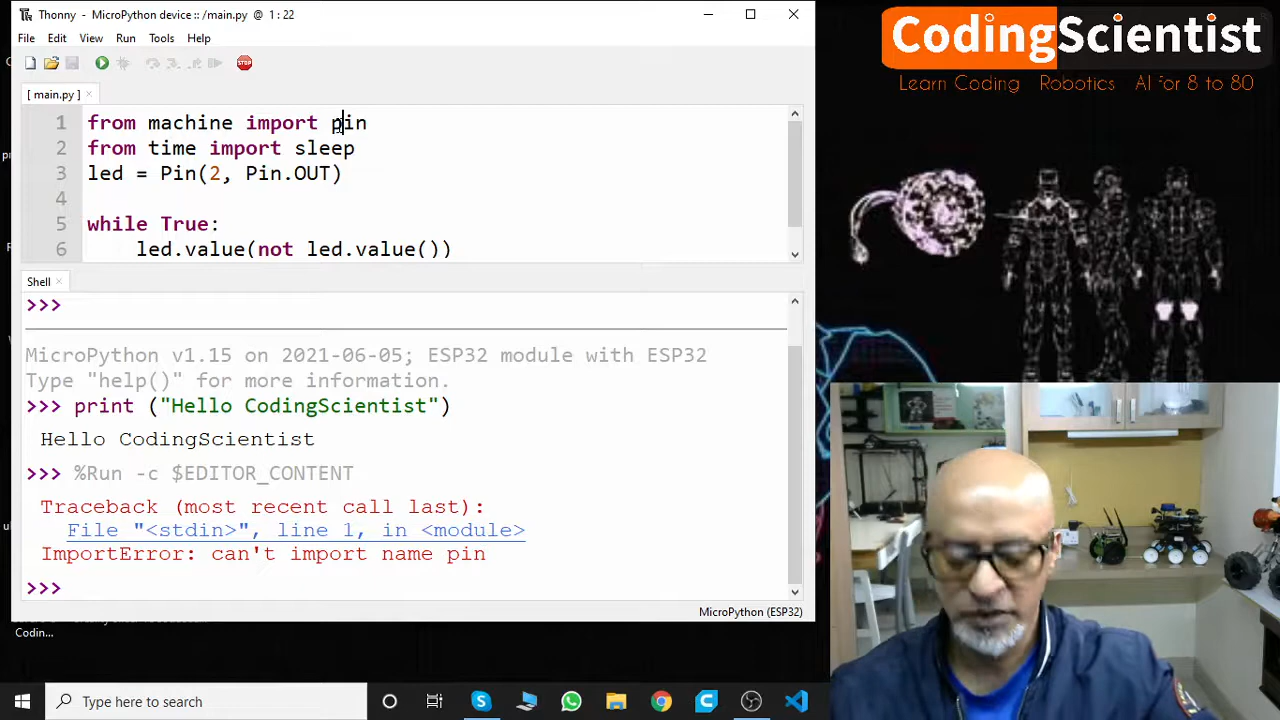 Thonny - MicroPython device :: /main.py @ 1:22
File Edit View Run Tools Help
STOP
[ main.py ] ×
1 from machine import pin
2 from time import sleep
3 led = Pin(2, Pin.OUT)
4
5 while True:
6 led.value(not led.value())
Shell ×
>>>
MicroPython v1.15 on 2021-06-05; ESP32 module with ESP32
Type "help()" for more information.
>>> print ("Hello CodingScientist")
Hello CodingScientist
>>> %Run -c $EDITOR_CONTENT
Traceback (most recent call last):
File "<stdin>", line 1, in <module>
ImportError: can't import name pin
>>>
MicroPython (ESP32)
Codin...
Type here to search
CodingScientist
Learn Coding Robotics AI for 8 to 80